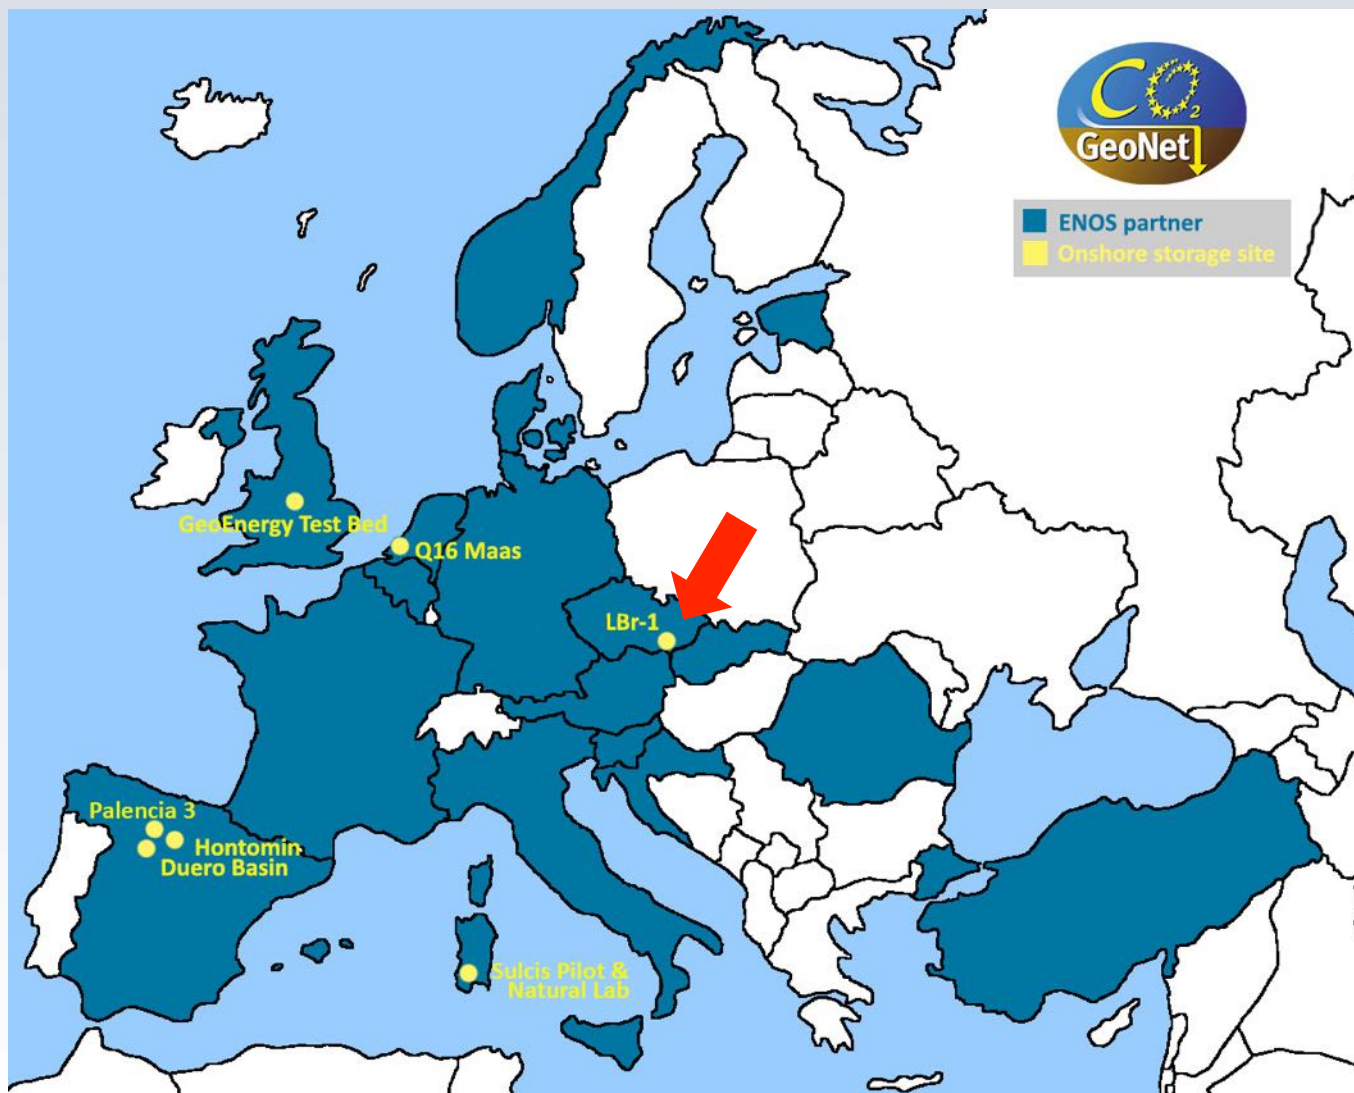 CO2
GeoNet
ENOS partner
Onshore storage site
GeoEnergy Test Bed
Q16 Maas
LBr-1
Palencia 3
Hontomin
Duero Basin
Sulcis Pilot &
Natural Lab